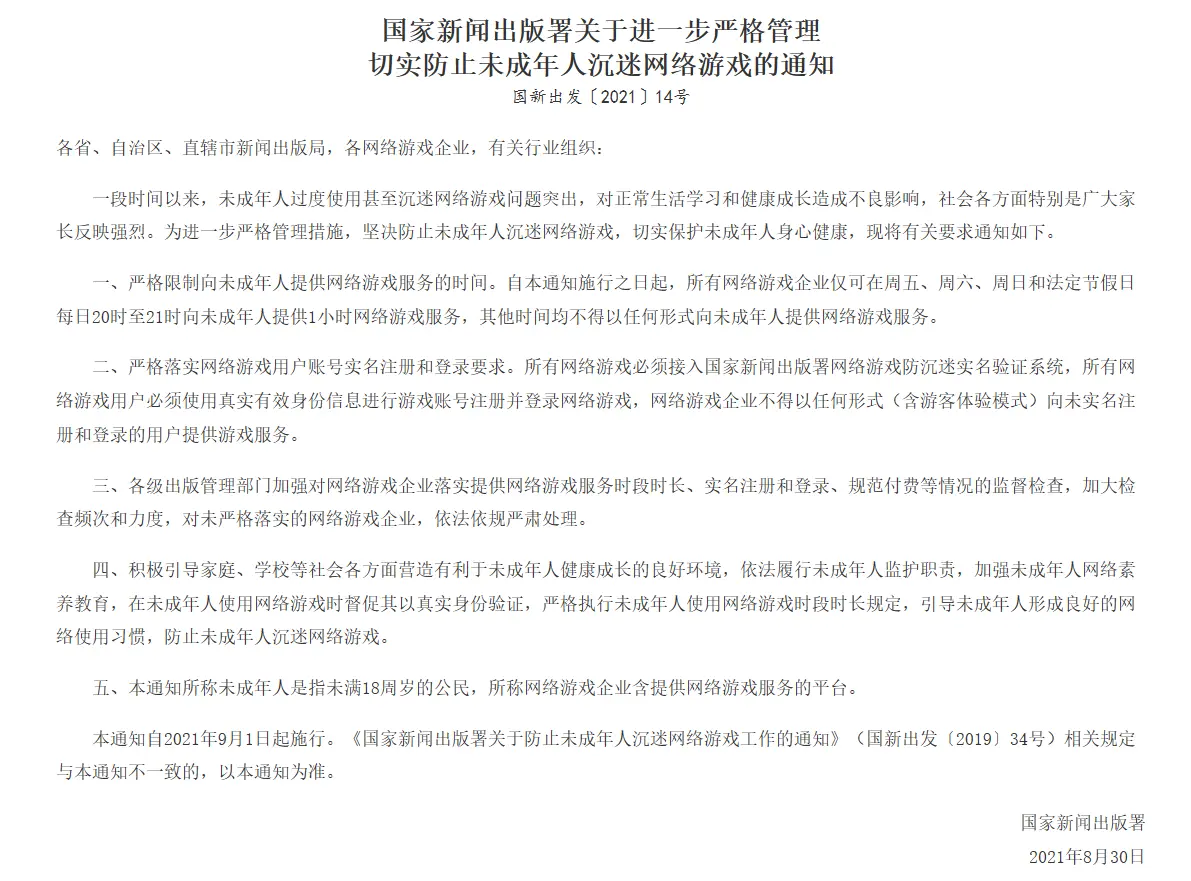 国家新闻出版署关于进一步严格管理
切实防止未成年人沉迷网络游戏的通知
国新出发〔2021〕14号
各省、自治区、直辖市新闻出版局，各网络游戏企业，有关行业组织：
一段时间以来，未成年人过度使用甚至沉迷网络游戏问题突出，对正常生活学习和健康成长造成不良影响，社会各方面特别是广大家
长反映强烈。为进一步严格管理措施，坚决防止未成年人沉迷网络游戏，切实保护未成年人身心健康，现将有关要求通知如下。
一、严格限制向未成年人提供网络游戏服务的时间。自本通知施行之日起，所有网络游戏企业仅可在周五、周六、周日和法定节假日
每日20时至21时向未成年人提供1小时网络游戏服务，其他时间均不得以任何形式向未成年人提供网络游戏服务。
二、严格落实网络游戏用户账号实名注册和登录要求。所有网络游戏必须接入国家新闻出版署网络游戏防沉迷实名验证系统，所有网
络游戏用户必须使用真实有效身份信息进行游戏账号注册并登录网络游戏，网络游戏企业不得以任何形式（含游客体验模式）向未实名注
册和登录的用户提供游戏服务。
三、各级出版管理部门加强对网络游戏企业落实提供网络游戏服务时段时长、实名注册和登录、规范付费等情况的监督检查，加大检
查频次和力度，对未严格落实的网络游戏企业，依法依规严肃处理。
四、积极引导家庭、学校等社会各方面营造有利于未成年人健康成长的良好环境，依法履行未成年人监护职责，加强未成年人网络素
养教育，在未成年人使用网络游戏时督促其以真实身份验证，严格执行未成年人使用网络游戏时段时长规定，引导未成年人形成良好的网
络使用习惯，防止未成年人沉迷网络游戏。
五、本通知所称未成年人是指未满18周岁的公民，所称网络游戏企业含提供网络游戏服务的平台。
本通知自2021年9月1日起施行。《国家新闻出版署关于防止未成年人沉迷网络游戏工作的通知》（国新出发〔2019〕34号）相关规定
与本通知不一致的，以本通知为准。
国家新闻出版署
2021年8月30日